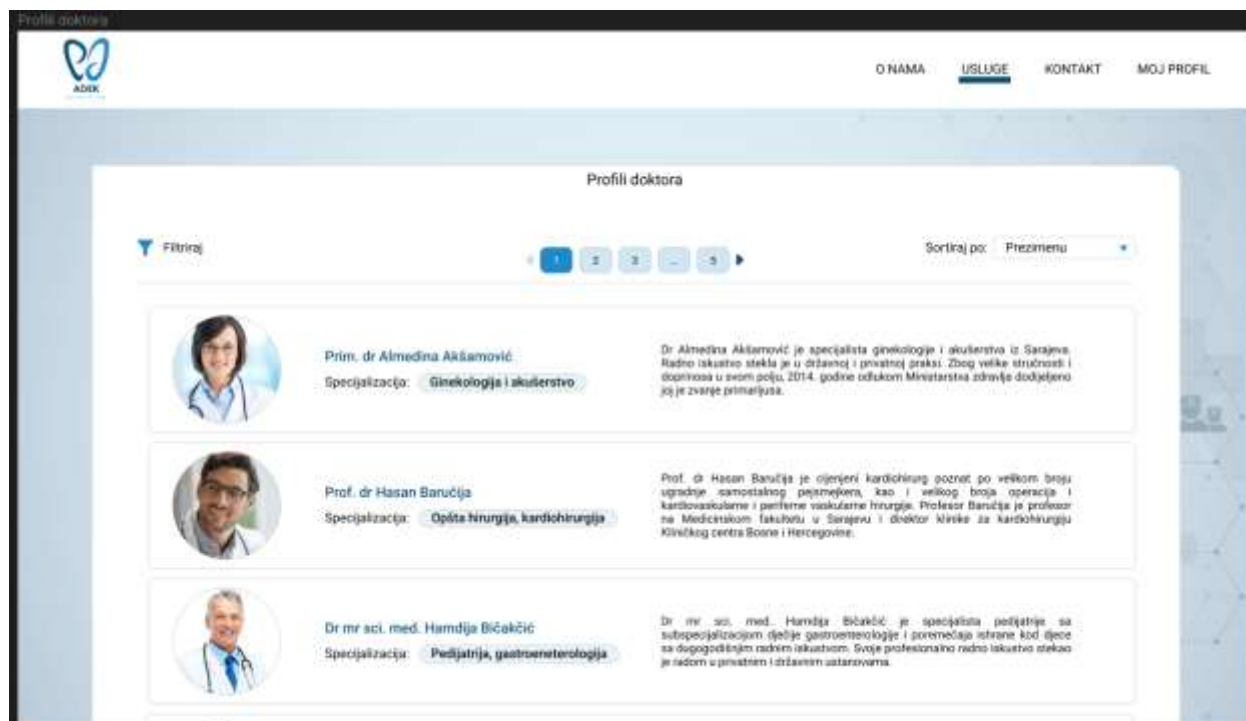 Profili doktora
ADEK
O NAMA USLUGE KONTAKT MOJ PROFIL
Profili doktora
Filtriraj
1 2 3 ... 5
Sortiraj po: Prezimenu
Prim. dr Almedina Akšamović
Specijalizacija: Ginekologija i akušerstvo
Dr Almedina Akšamović je specijalista ginekologije i akušerstva iz Sarajeva.
Radno iskustvo stekla je u državnoj i privatnoj praksi. Zbog velike stručnosti i
doprinosa u svom polju, 2014. godine odlukom Ministarstva zdravlja dodijeljeno
joj je zvanje primarijusa.
Prof. dr Hasan Baručija
Specijalizacija: Opšta hirurgija, kardiohirurgija
Prof. dr Hasan Baručija je cijenjeni kardiohirurg poznat po velikom broju
ugradnje samostalnog pejsmejkera, kao i velikog broja operacija i
kardiovaskularne i periferne vaskularne hirurgije. Profesor Baručija je profesor
na Medicinskom fakultetu u Sarajevu i direktor klinike za kardiohirurgiju
Kliničkog centra Bosne i Hercegovine.
Dr mr sci. med. Hamdija Bičakčić
Specijalizacija: Pedijatrija, gastroeneterologija
Dr mr sci. med. Hamdija Bičakčić je specijalista pedijatrije sa
subspecijalizacijom dječije gastroenterologije i poremećaja ishrane kod djece
sa dugogodišnjim radnim iskustvom. Svoje profesionalno radno iskustvo stekao
je radom u privatnim i državnim ustanovama.